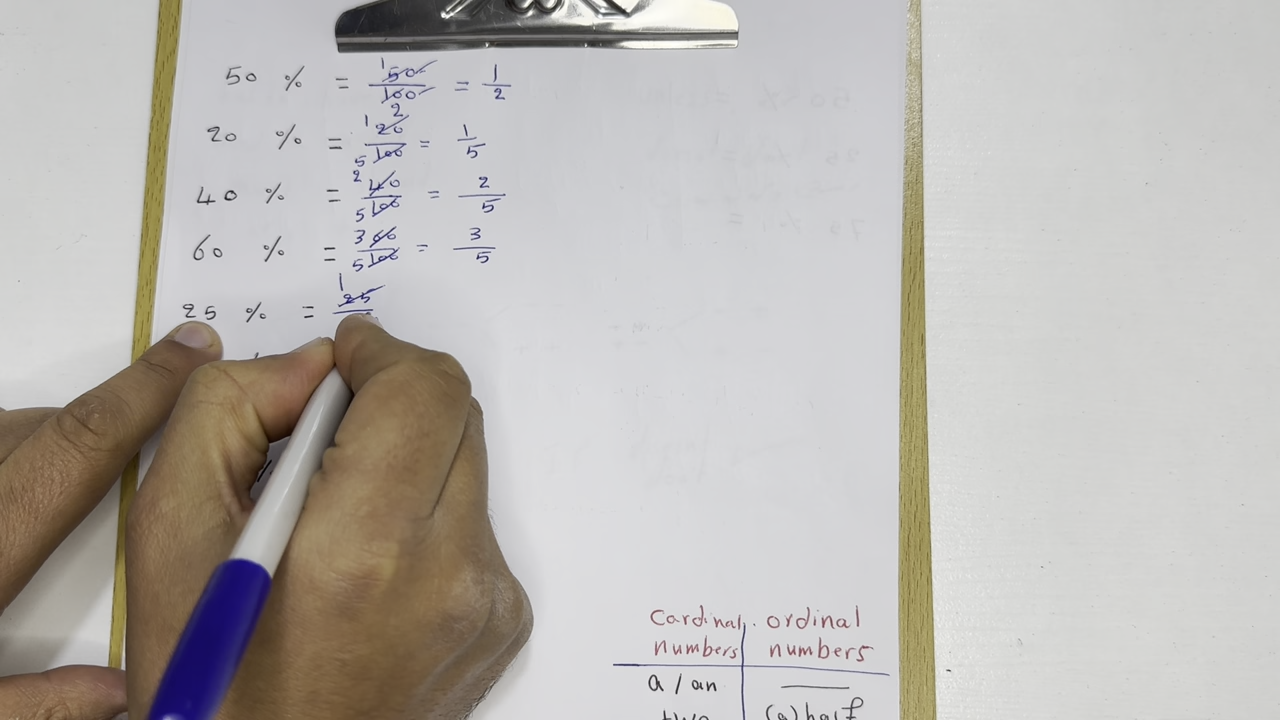 50 % = 1 50/100 2 = 1/2
20 % = 1 20/5 100 = 1/5
40 % = 2 40/5 100 = 2/5
60 % = 3 60/5 100 = 3/5
25 % = 1 25
Cardinal numbers
ordinal numbers
a / an
two
(a) half